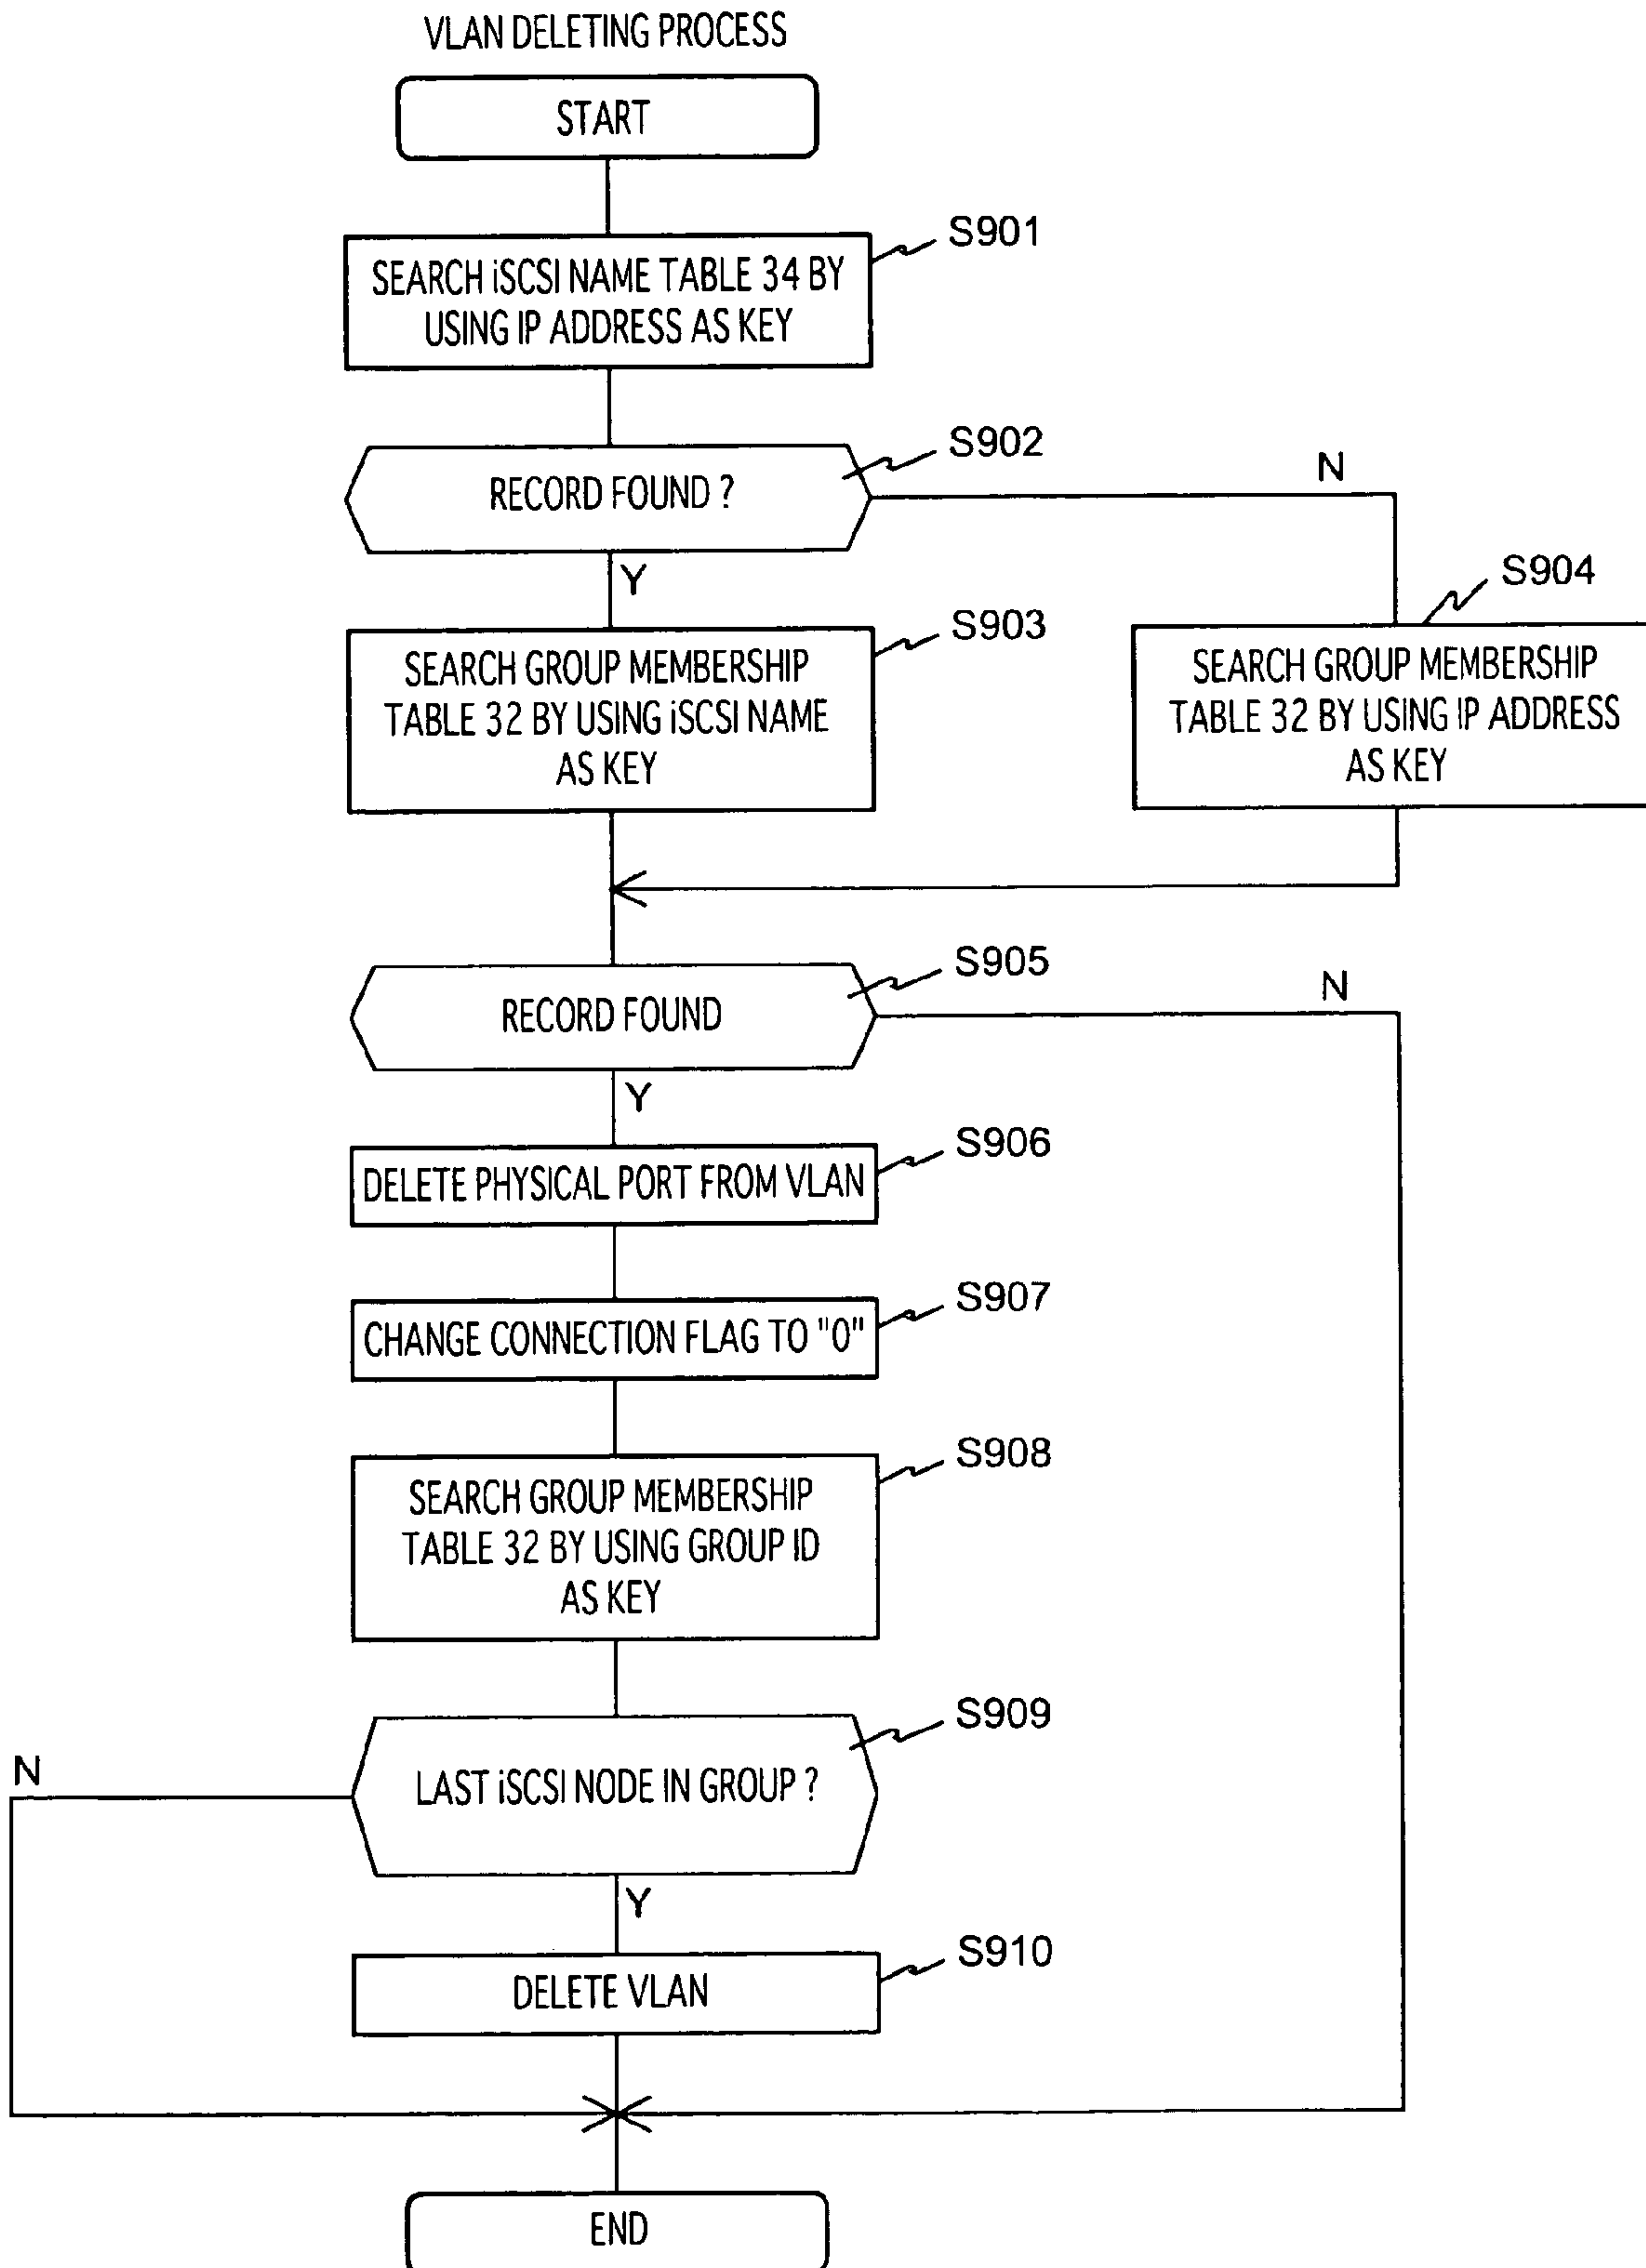 VLAN DELETING PROCESS
START
S901
SEARCH iSCSI NAME TABLE 34 BY
USING IP ADDRESS AS KEY
S902
RECORD FOUND ?
N
Y
S903
SEARCH GROUP MEMBERSHIP
TABLE 32 BY USING iSCSI NAME
AS KEY
S904
SEARCH GROUP MEMBERSHIP
TABLE 32 BY USING IP ADDRESS
AS KEY
S905
RECORD FOUND
N
Y
S906
DELETE PHYSICAL PORT FROM VLAN
S907
CHANGE CONNECTION FLAG TO "0"
S908
SEARCH GROUP MEMBERSHIP
TABLE 32 BY USING GROUP ID
AS KEY
S909
LAST iSCSI NODE IN GROUP ?
N
Y
S910
DELETE VLAN
END